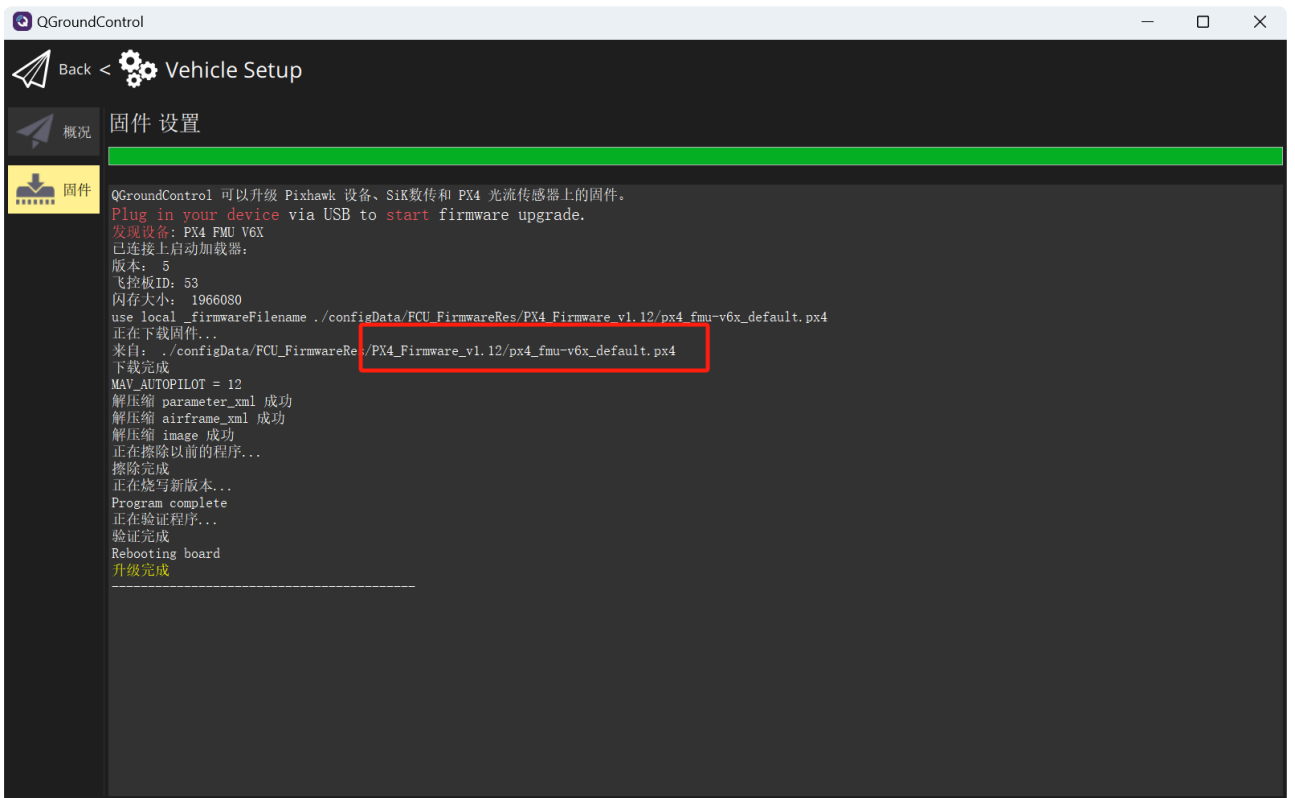 QGroundControl
Back < Vehicle Setup
概况
固件 设置
固件
QGroundControl 可以升级 Pixhawk 设备、SiK数传和 PX4 光流传感器上的固件。
Plug in your device via USB to start firmware upgrade.
发现设备: PX4 FMU V6X
已连接上启动加载器:
版本: 5
飞控板ID: 53
闪存大小: 1966080
use local _firmwareFilename ./configData/FCU_FirmwareRes/PX4_Firmware_v1.12/px4_fmu-v6x_default.px4
正在下载固件...
来自: ./configData/FCU_FirmwareRes/PX4_Firmware_v1.12/px4_fmu-v6x_default.px4
下载完成
MAV_AUTOPILOT = 12
解压缩 parameter_xml 成功
解压缩 airframe_xml 成功
解压缩 image 成功
正在擦除以前的程序...
擦除完成
正在烧写新版本...
Program complete
正在验证程序...
验证完成
Rebooting board
升级完成
------------------------------------------